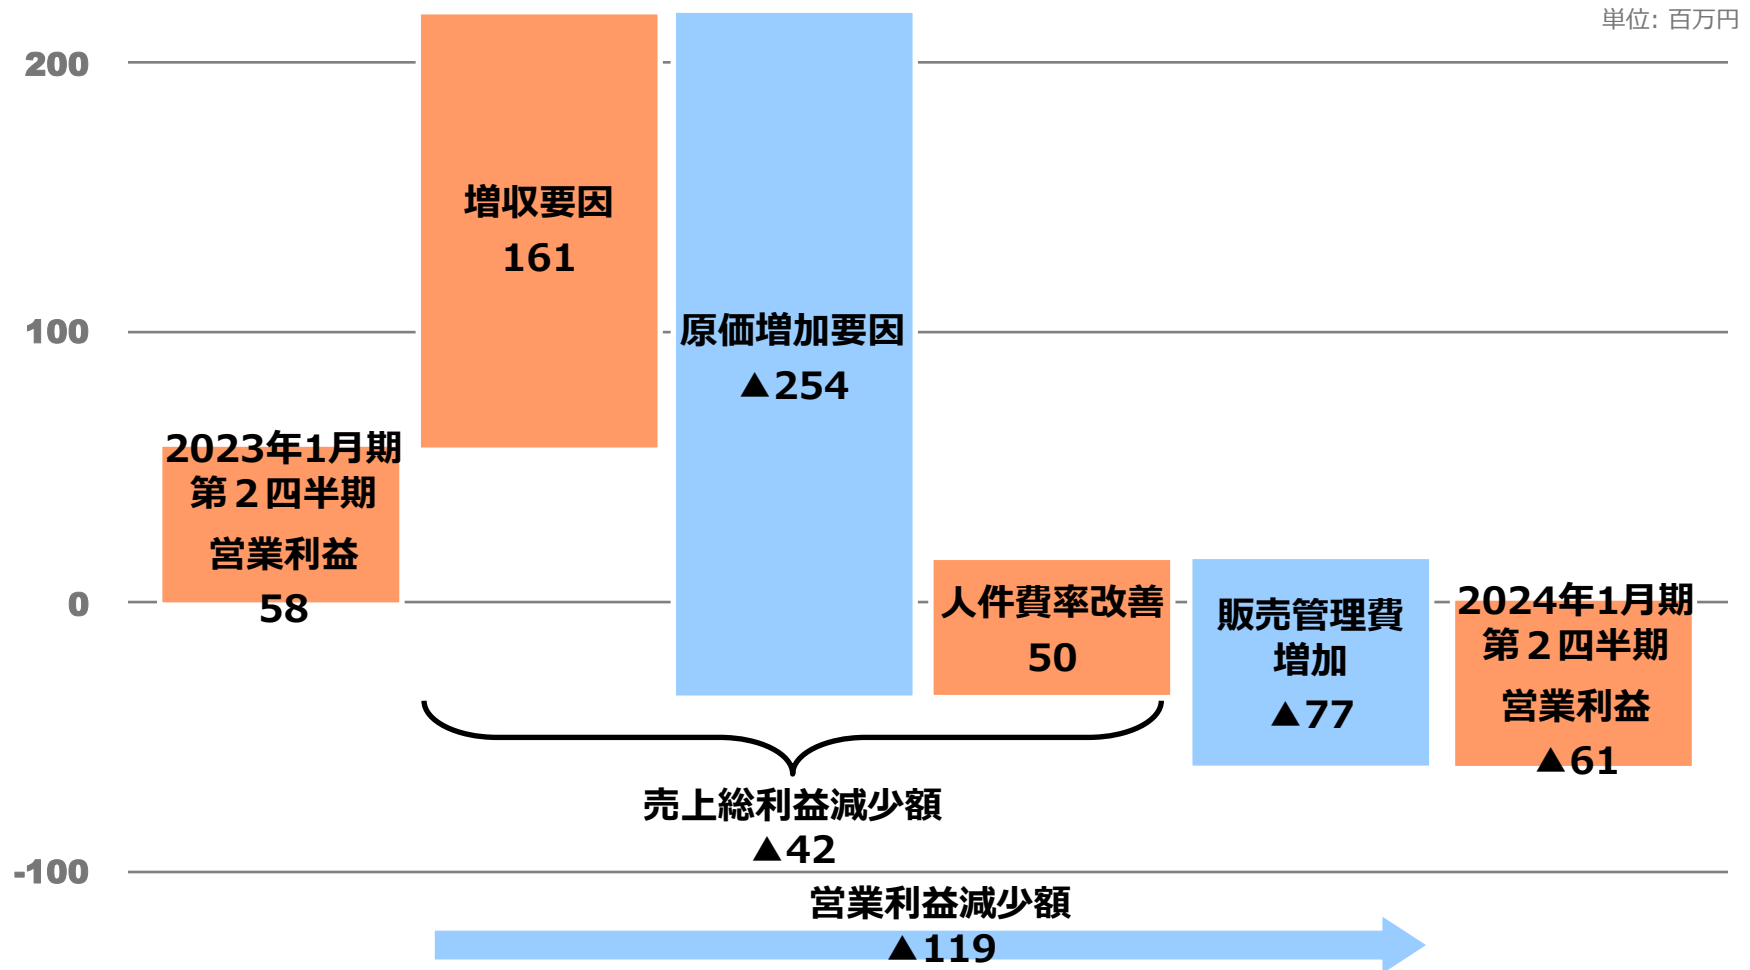 単位: 百万円
200
100
0
-100
2023年1月期
第２四半期
営業利益
58
増収要因
161
原価増加要因
▲254
人件費率改善
50
販売管理費
増加
▲77
2024年1月期
第２四半期
営業利益
▲61
売上総利益減少額
▲42
営業利益減少額
▲119